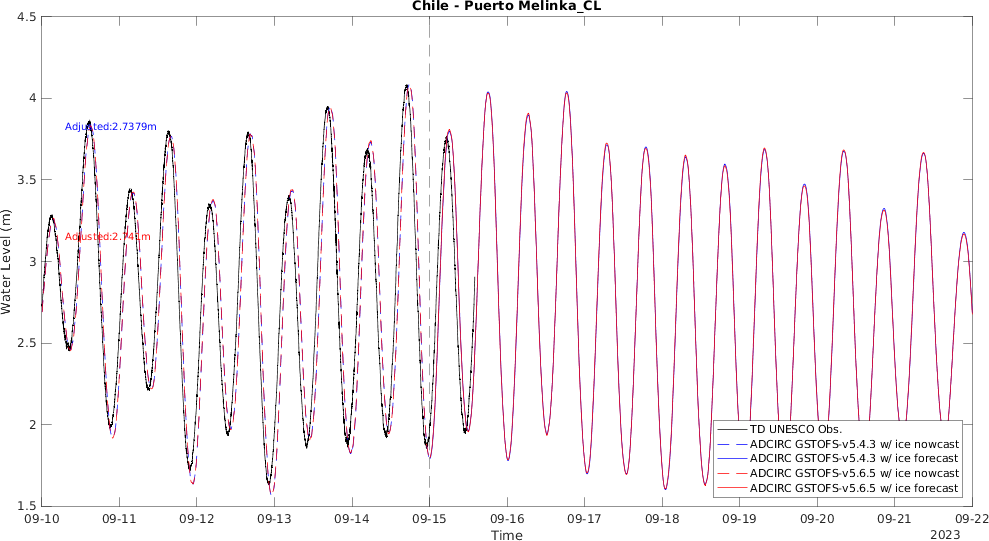 Chile - Puerto Melinka_CL
4.5
4
3.5
3
2.5
2
1.5
Water Level (m)
Adjusted:2.7379m
Adjusted:2.741m
TD UNESCO Obs.
ADCIRC GSTOFS-v5.4.3 w/ ice nowcast
ADCIRC GSTOFS-v5.4.3 w/ ice forecast
ADCIRC GSTOFS-v5.6.5 w/ ice nowcast
ADCIRC GSTOFS-v5.6.5 w/ ice forecast
09-10 09-11 09-12 09-13 09-14 09-15 09-16 09-17 09-18 09-19 09-20 09-21 09-22
Time
2023